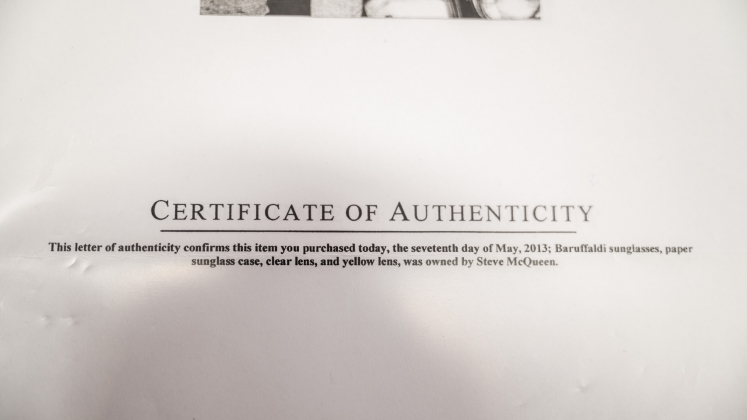 CERTIFICATE OF AUTHENTICITY
This letter of authenticity confirms this item you purchased today, the sevetenth day of May, 2013; Baruffaldi sunglasses, paper
sunglass case, clear lens, and yellow lens, was owned by Steve McQueen.